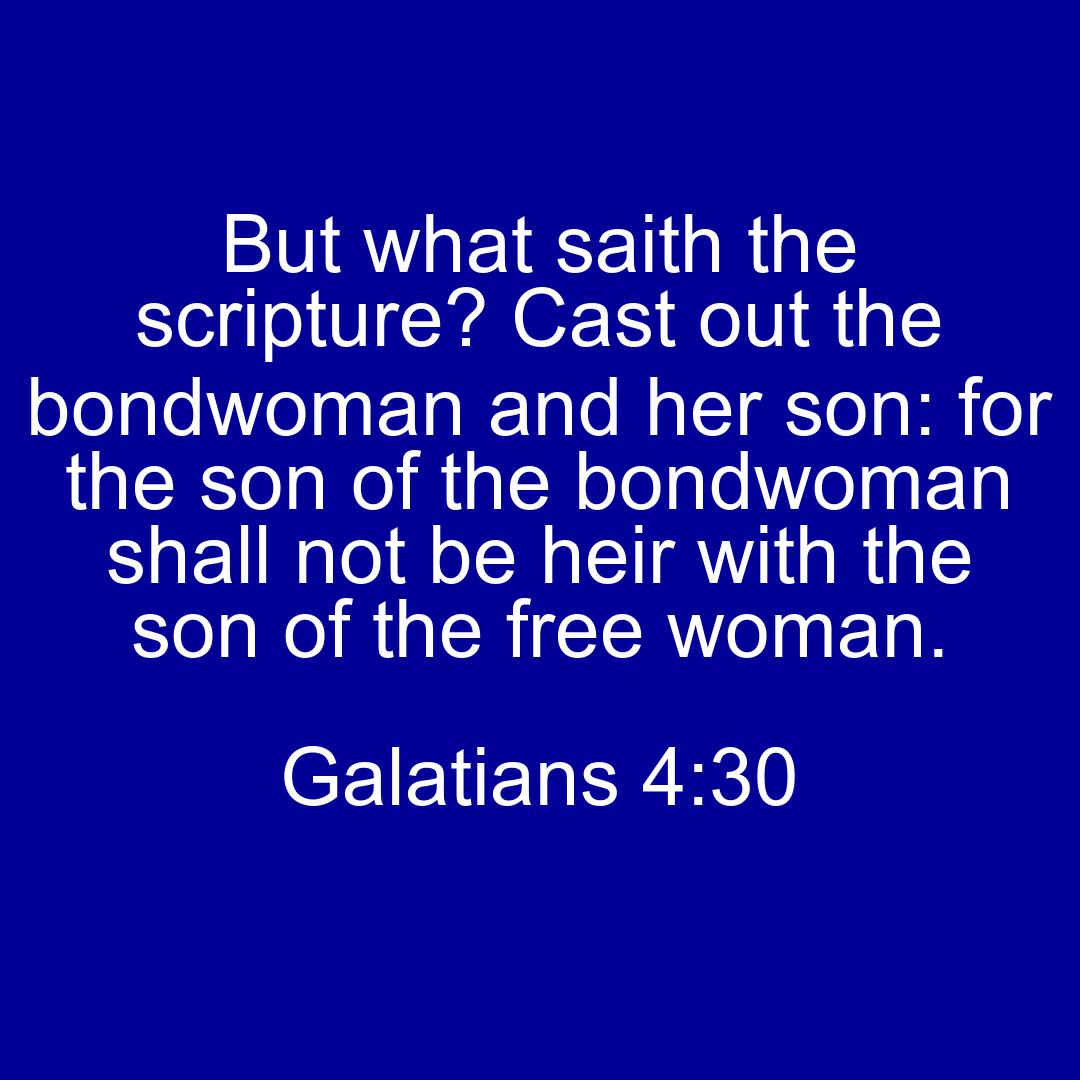 But what saith the
scripture? Cast out the
bondwoman and her son: for
the son of the bondwoman
shall not be heir with the
son of the free woman.
Galatians 4:30